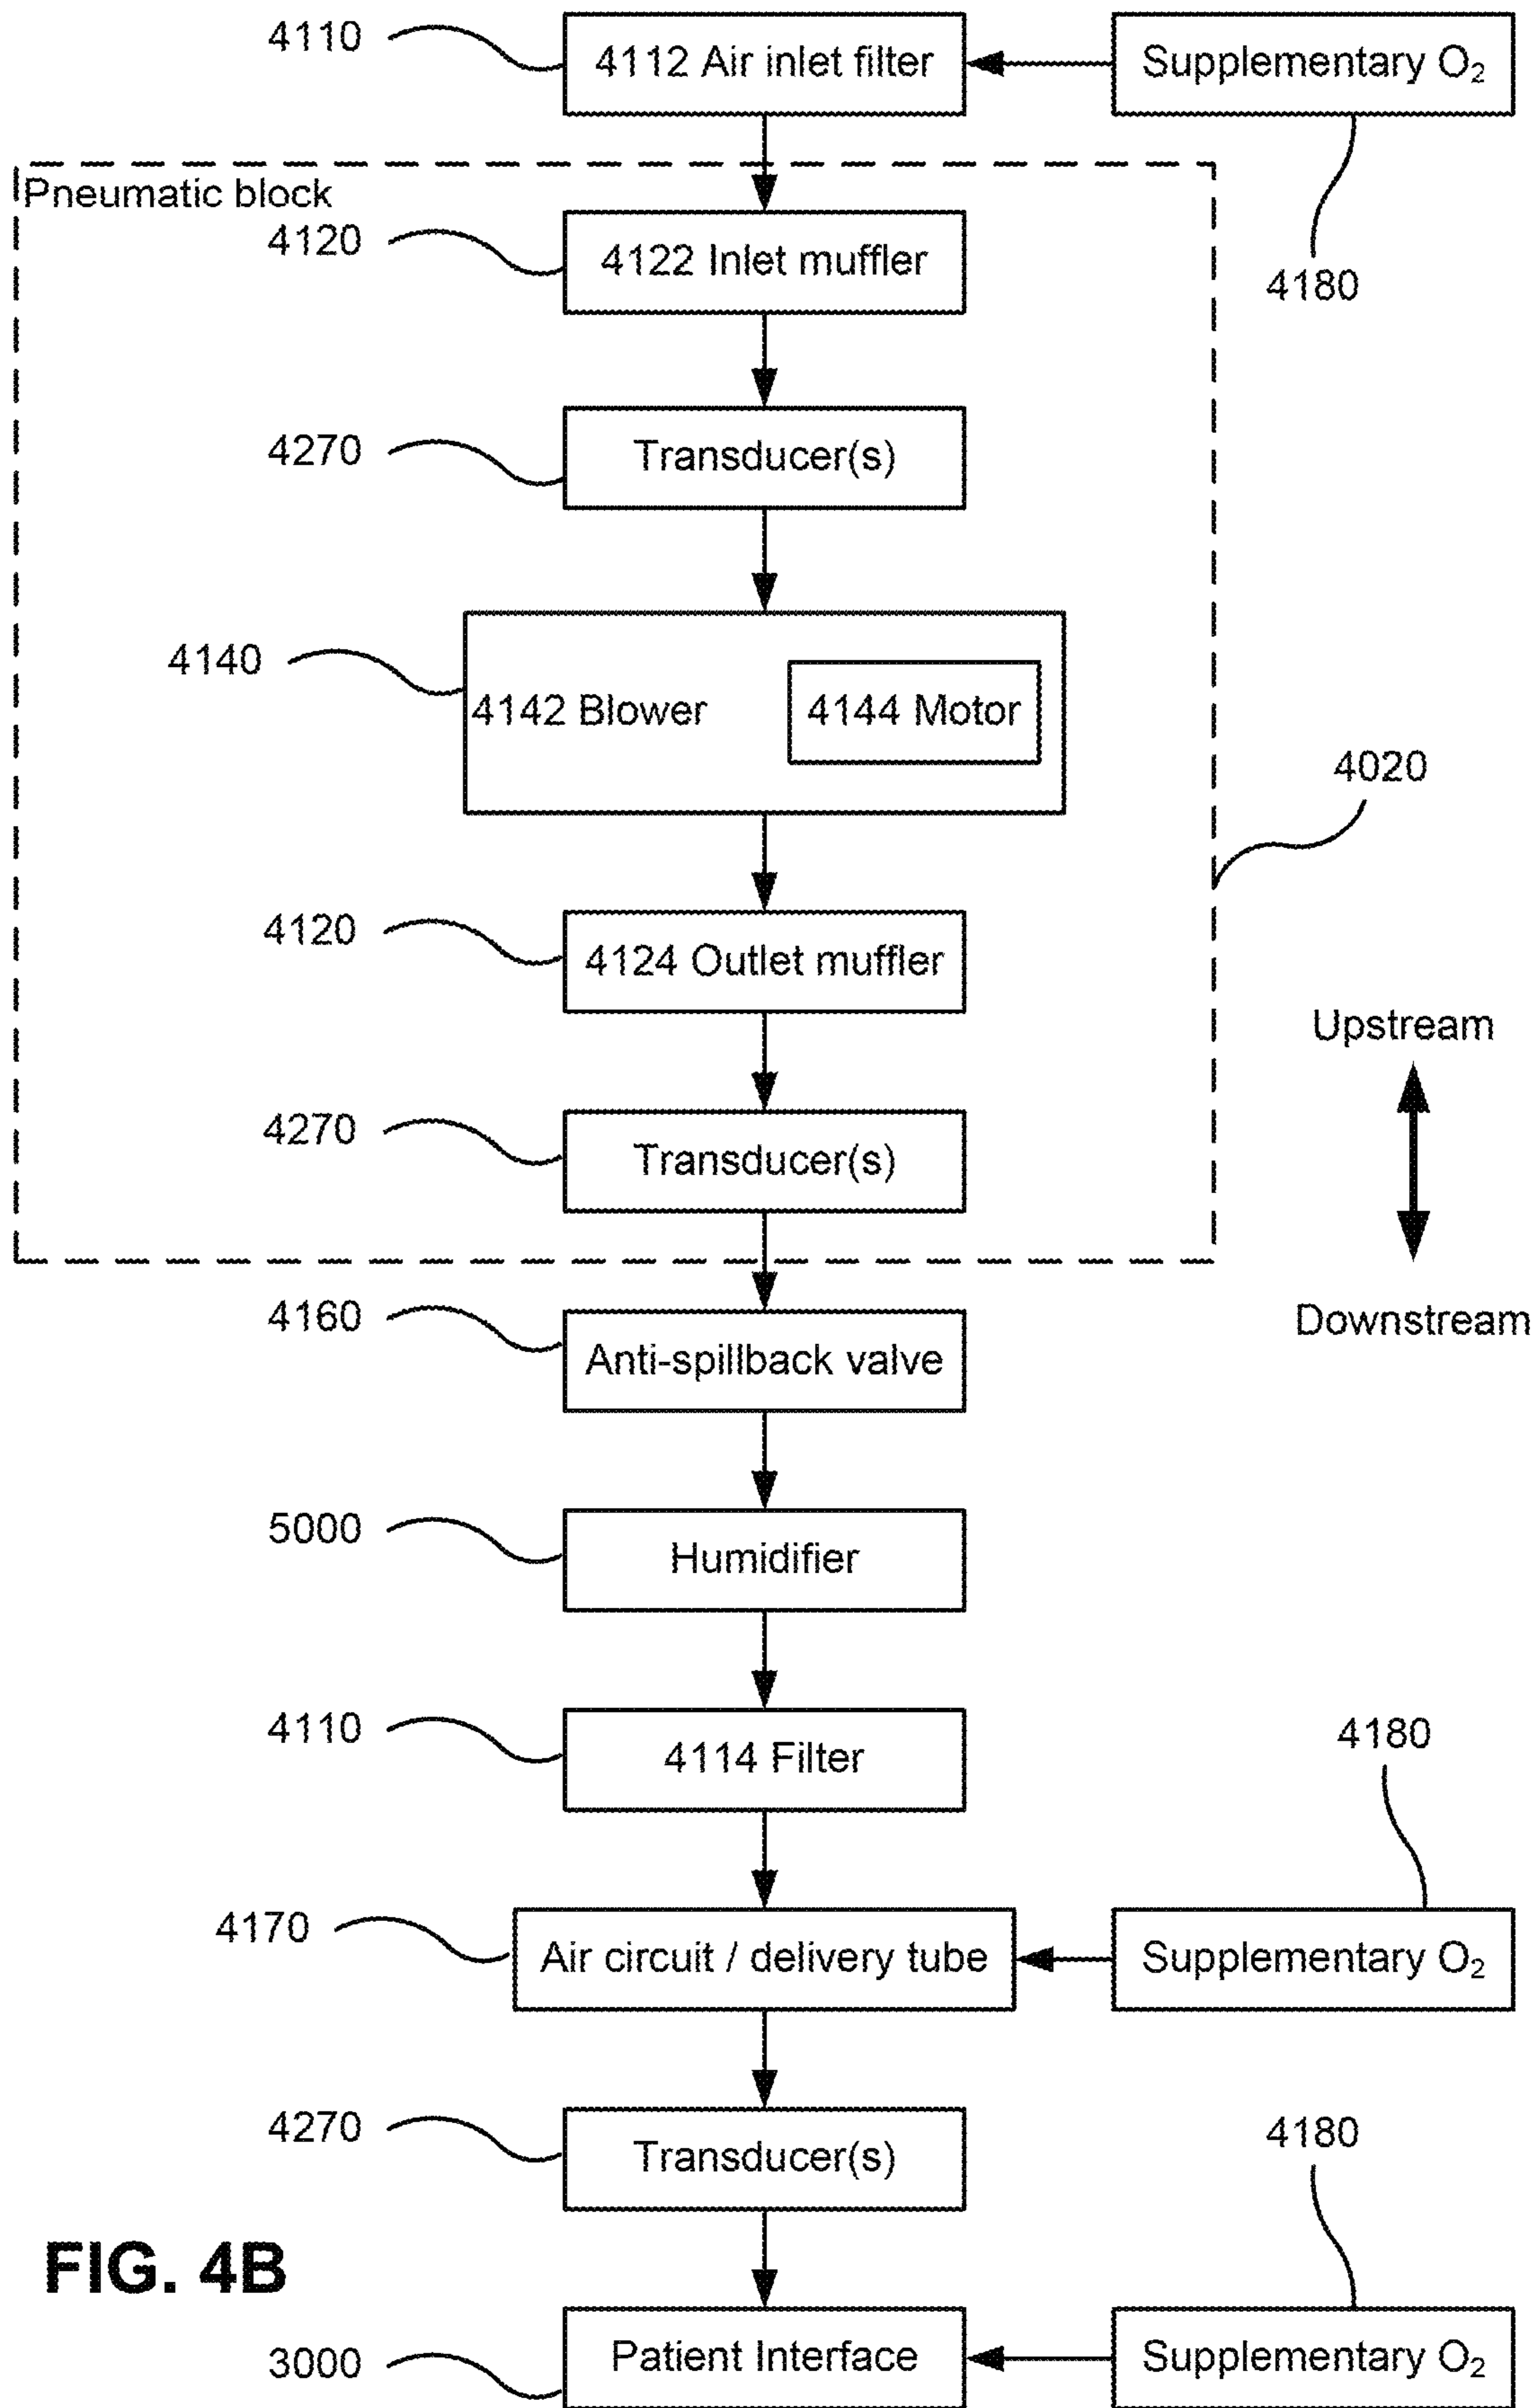 4110
4112 Air inlet filter
Supplementary O₂
Pneumatic block
4120
4122 Inlet muffler
4180
4270
Transducer(s)
4140
4142 Blower
4144 Motor
4020
4120
4124 Outlet muffler
Upstream
4270
Transducer(s)
Downstream
4160
Anti-spillback valve
5000
Humidifier
4110
4114 Filter
4180
4170
Air circuit / delivery tube
Supplementary O₂
4270
Transducer(s)
4180
FIG. 4B
3000
Patient Interface
Supplementary O₂